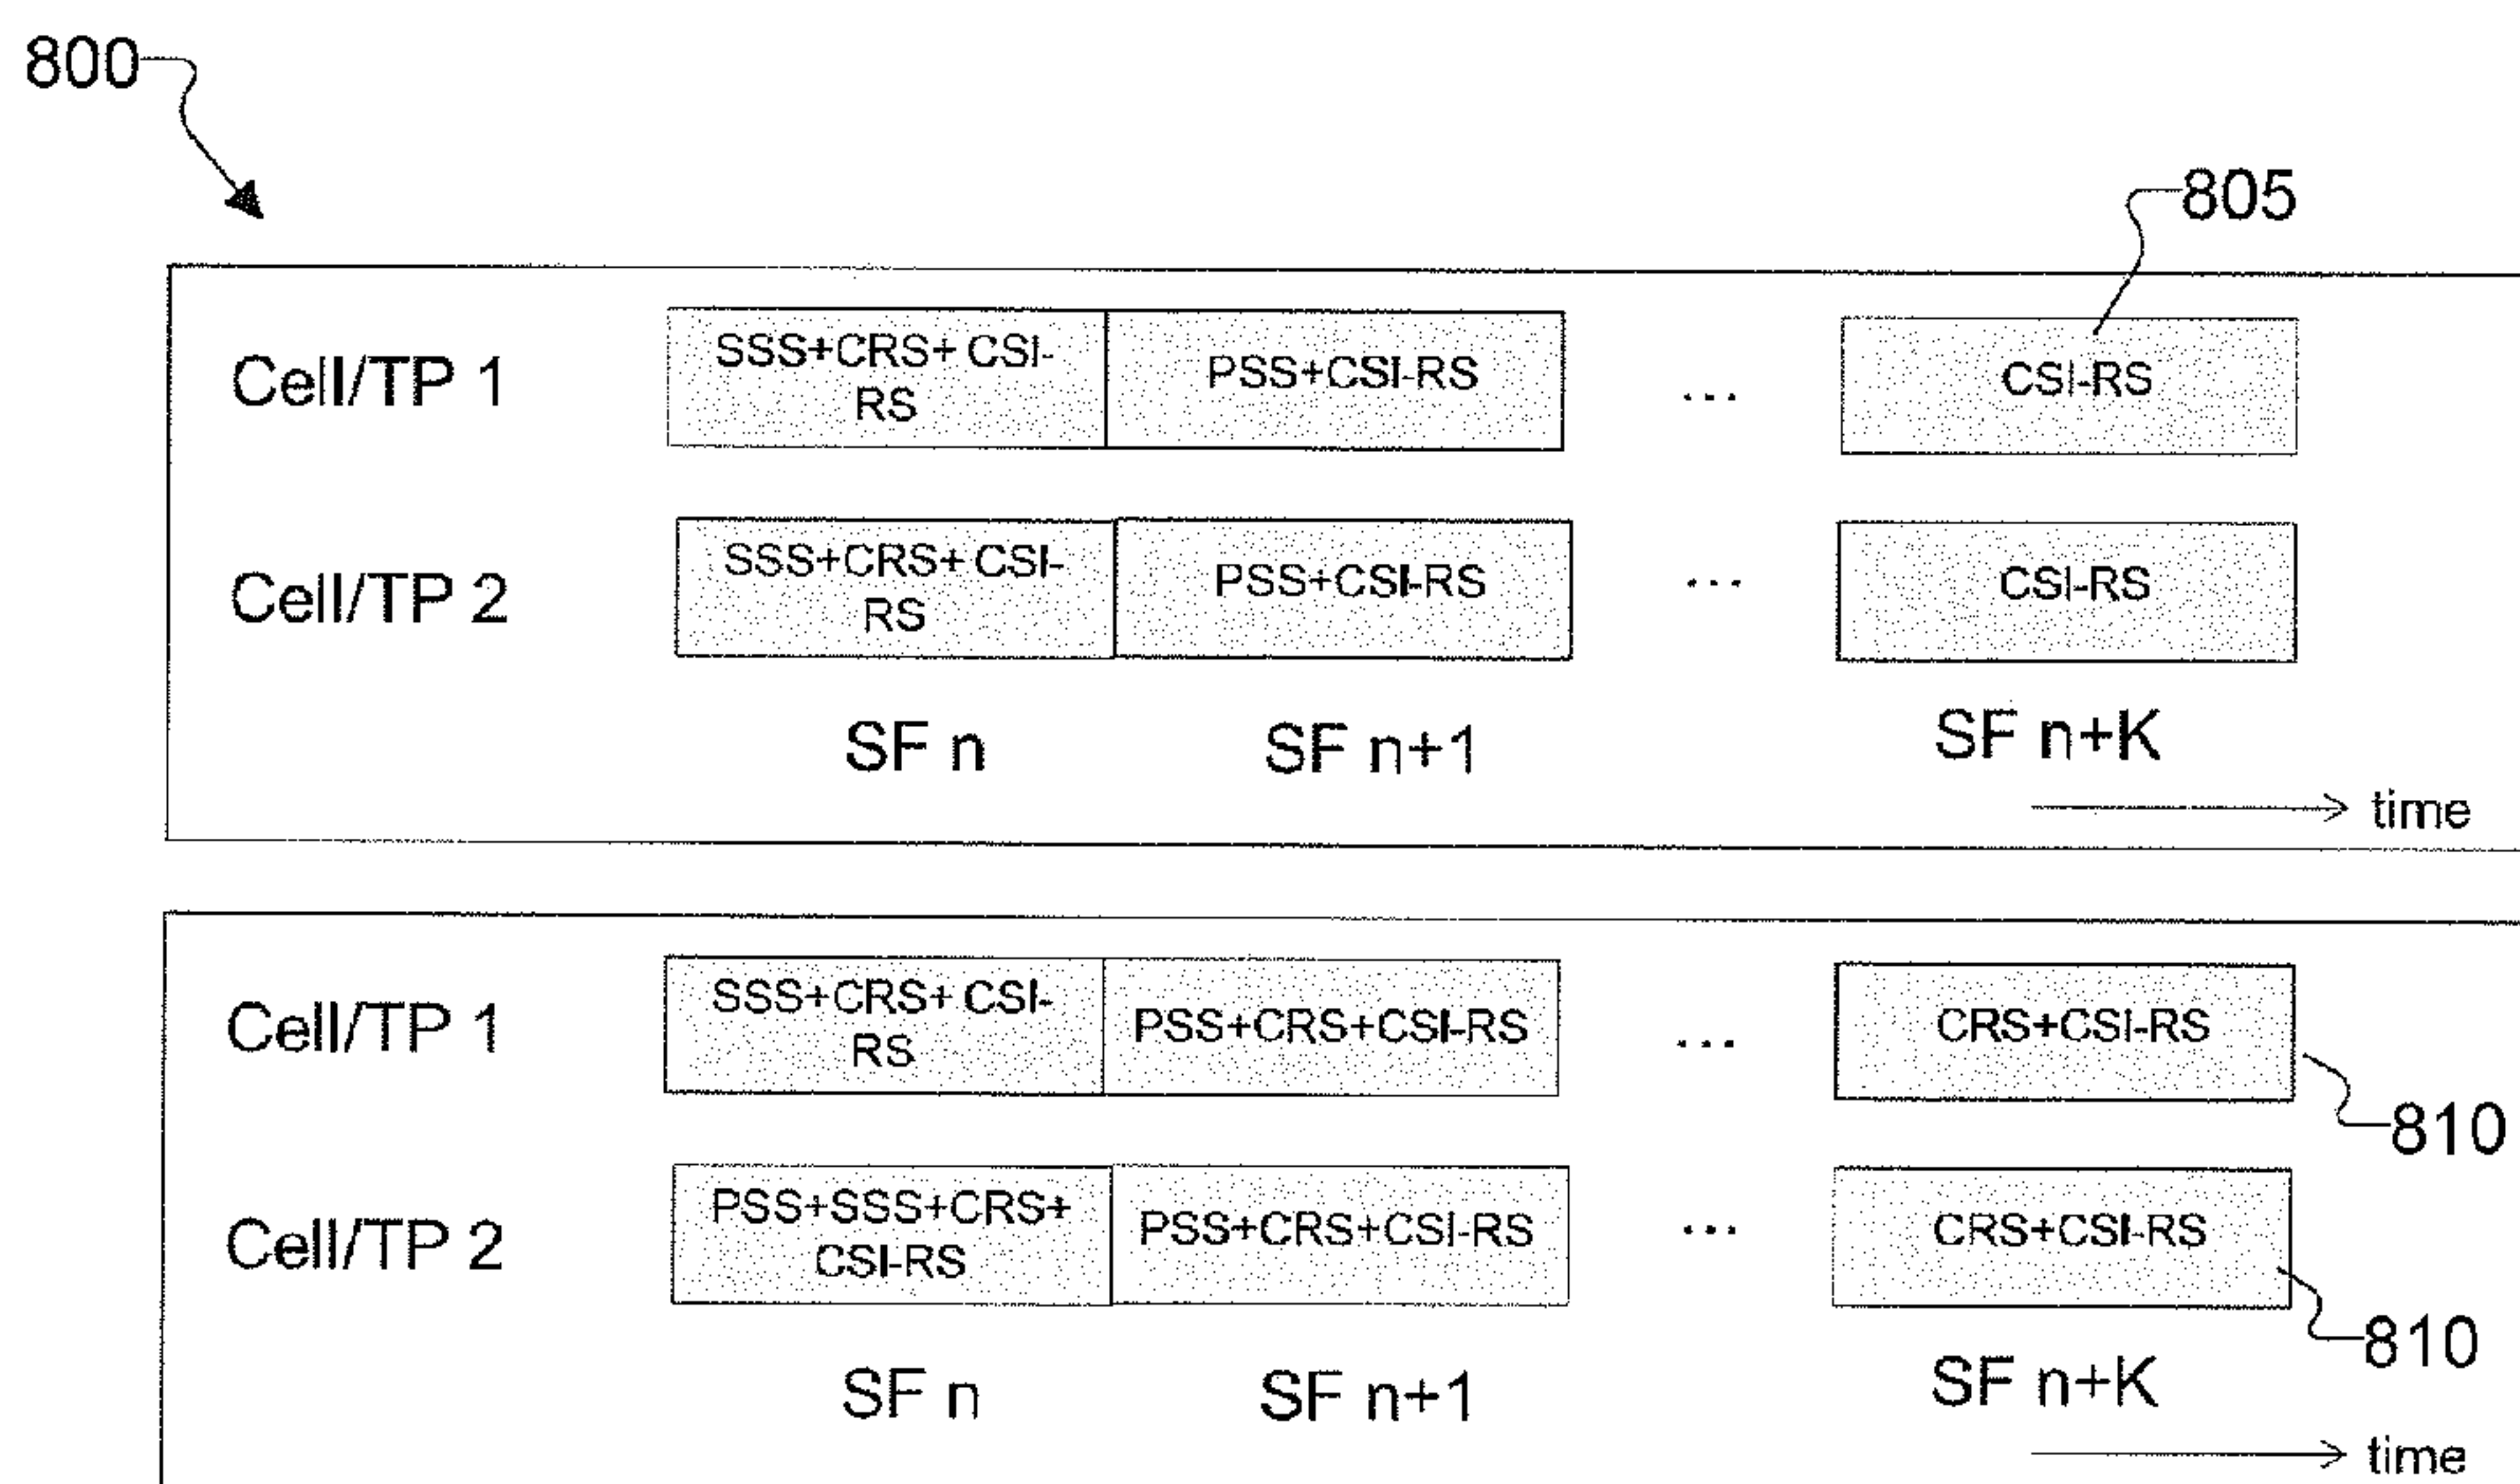 800
805
Cell/TP 1
SSS+CRS+ CSI-
RS
PSS+CSI-RS
...
CSI-RS
Cell/TP 2
SSS+CRS+ CSI-
RS
PSS+CSI-RS
...
CSI-RS
SF n
SF n+1
SF n+K
time
Cell/TP 1
SSS+CRS+ CSI-
RS
PSS+CRS+CSI-RS
...
CRS+CSI-RS
810
Cell/TP 2
PSS+SSS+CRS+
CSI-RS
PSS+CRS+CSI-RS
...
CRS+CSI-RS
810
SF n
SF n+1
SF n+K
time